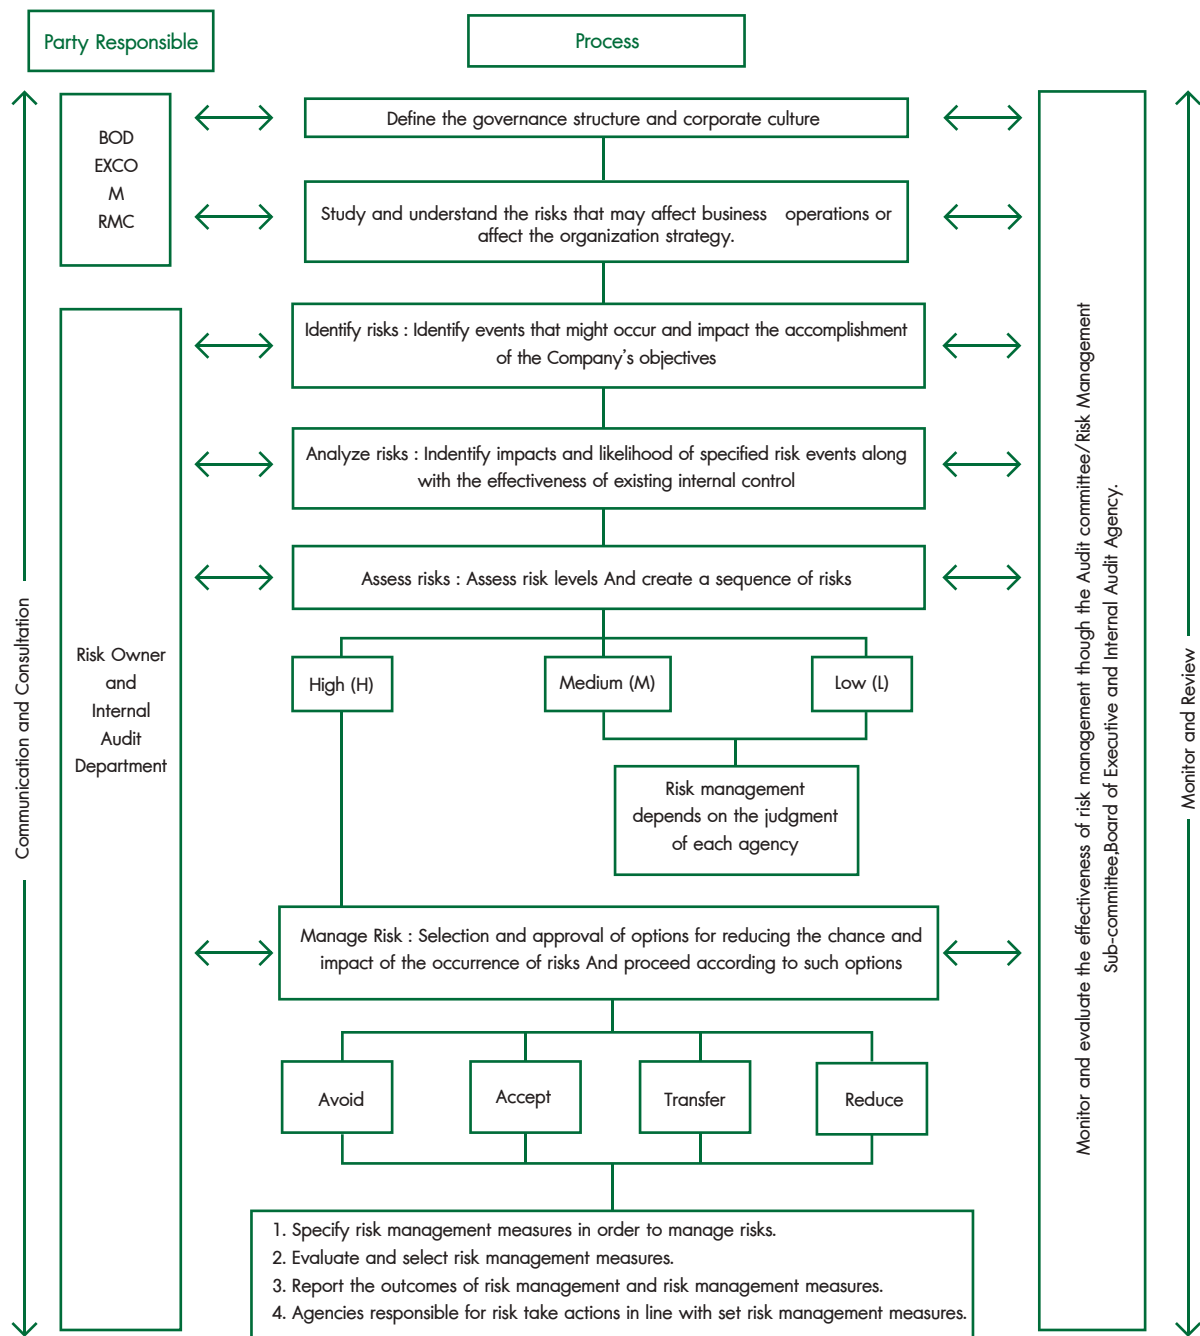 Party Responsible
Process
BOD
EXCO
M
RMC
Define the governance structure and corporate culture
Study and understand the risks that may affect business operations or
affect the organization strategy.
Identify risks : Identify events that might occur and impact the accomplishment
of the Company's objectives
Analyze risks : Indentify impacts and likelihood of specified risk events along
with the effectiveness of existing internal control
Assess risks : Assess risk levels And create a sequence of risks
High (H)
Medium (M)
Low (L)
Risk management
depends on the judgment
of each agency
Risk Owner
and
Internal
Audit
Department
Manage Risk : Selection and approval of options for reducing the chance and
impact of the occurrence of risks And proceed according to such options
Avoid
Accept
Transfer
Reduce
1. Specify risk management measures in order to manage risks.
2. Evaluate and select risk management measures.
3. Report the outcomes of risk management and risk management measures.
4. Agencies responsible for risk take actions in line with set risk management measures.
Communication and Consultation
Monitor and evaluate the effectiveness of risk management though the Audit committee/Risk Management
Sub-committee,Board of Executive and Internal Audit Agency.
Monitor and Review